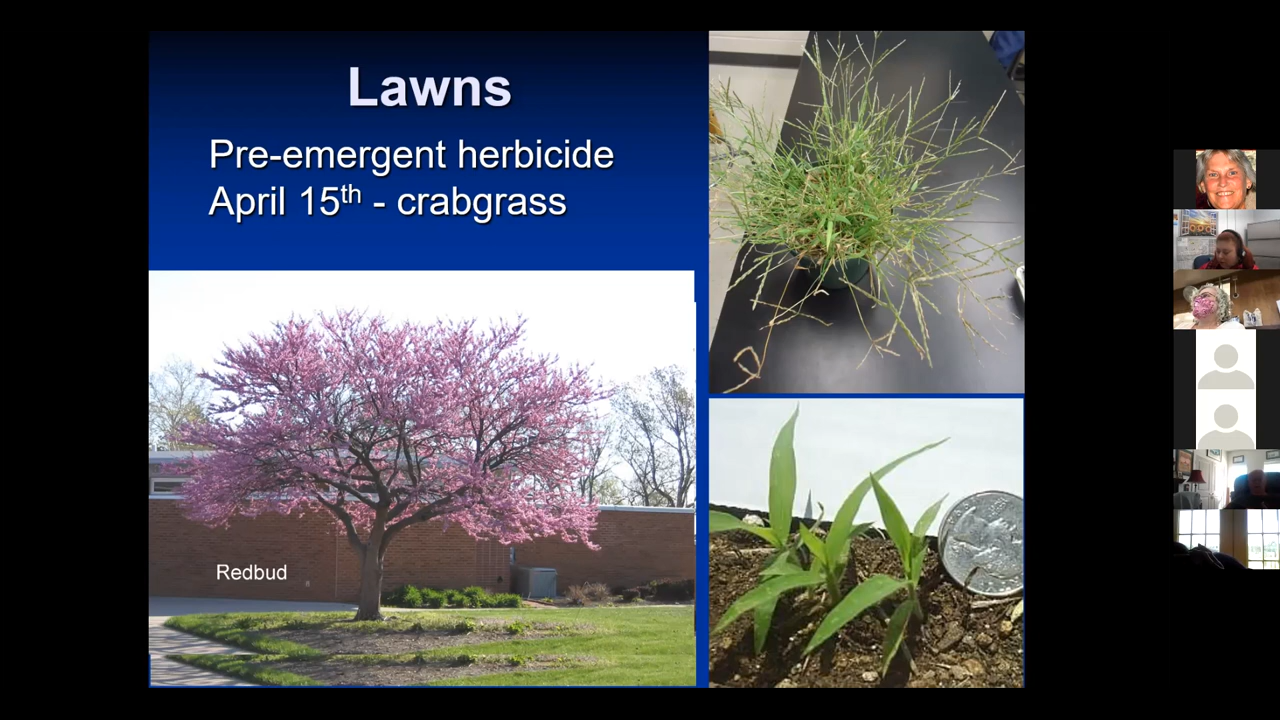 Lawns
Pre-emergent herbicide
April 15th - crabgrass
Redbud